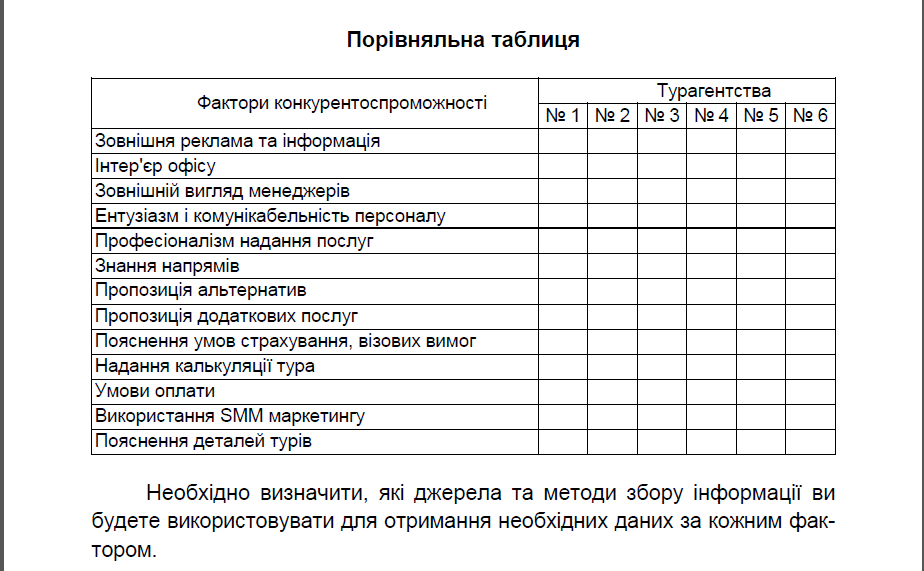 Порівняльна таблиця
Фактори конкурентоспроможності
Турагентства
№ 1 № 2 № 3 № 4 № 5 № 6
Зовнішня реклама та інформація
Інтер'єр офісу
Зовнішній вигляд менеджерів
Ентузіазм і комунікабельність персоналу
Професіоналізм надання послуг
Знання напрямів
Пропозиція альтернатив
Пропозиція додаткових послуг
Пояснення умов страхування, візових вимог
Надання калькуляції тура
Умови оплати
Використання SMM маркетингу
Пояснення деталей турів
Необхідно визначити, які джерела та методи збору інформації ви
будете використовувати для отримання необхідних даних за кожним фак-
тором.